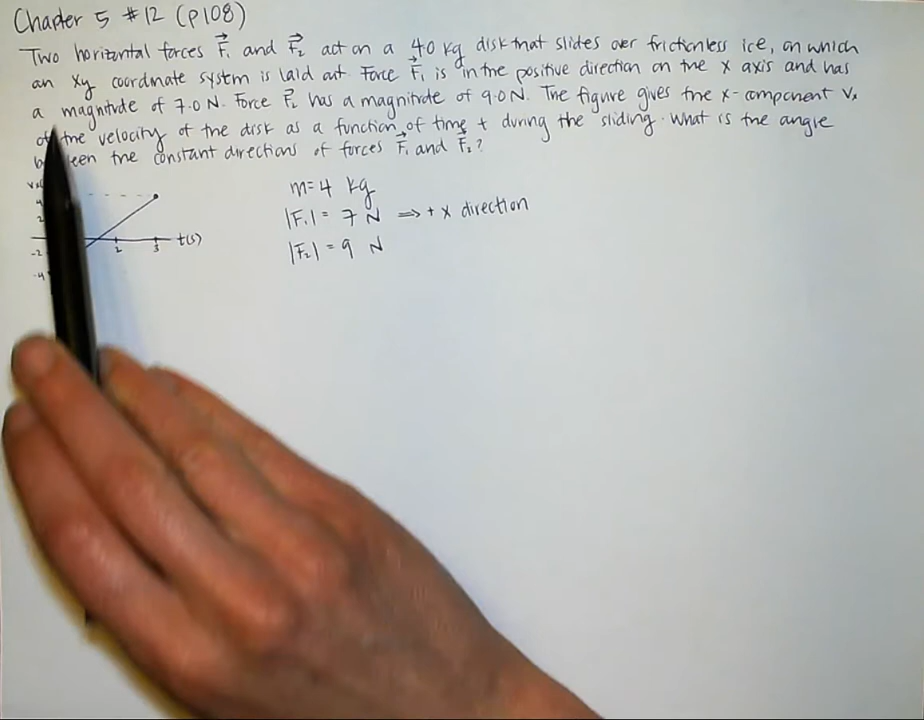 Chapter 5 #12 (p108)
Two horizontal forces F₁ and F₂ act on a 40 kg disk that slides over frictionless ice, on which
an xy coordinate system is laid out Force F₁ is in the positive direction on the x axis and has
a magnitude of 7.0 N. Force F₂ has a magnitude of 9.0 N. The figure gives the x-component Vₓ
of the velocity of the disk as a function of time t during the sliding. What is the angle
the constant directions of forces F₁ and F₂?
m=4 kg
|F₁| = 7 N ⇒ + x direction
|F₂| = 9 N
2 3 t(s)
-2
-4